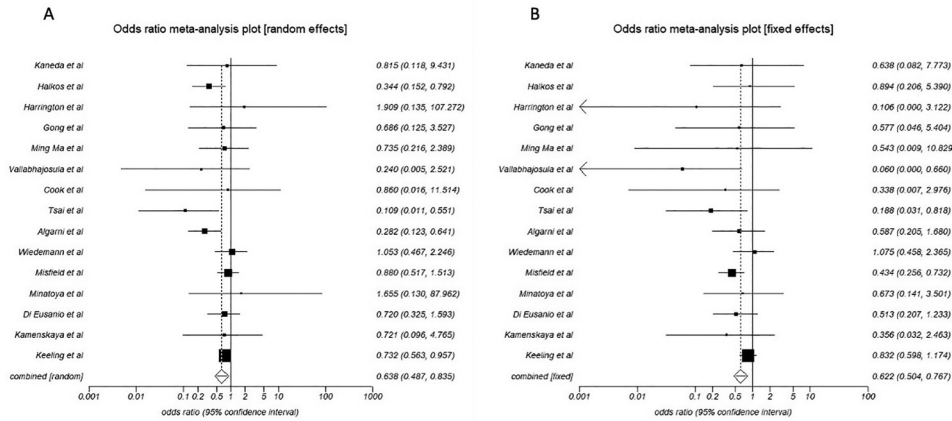 A
Odds ratio meta-analysis plot [random effects]
Kaneda et al 0.815 (0.118, 9.431)
Halkos et al 0.344 (0.152, 0.792)
Harrington et al 1.909 (0.135, 107.272)
Gong et al 0.686 (0.125, 3.527)
Ming Ma et al 0.735 (0.216, 2.389)
Vallabhajosula et al 0.240 (0.005, 2.521)
Cook et al 0.860 (0.016, 11.514)
Tsai et al 0.109 (0.011, 0.551)
Algarni et al 0.282 (0.123, 0.641)
Wiedemann et al 1.053 (0.467, 2.246)
Misfield et al 0.880 (0.517, 1.513)
Minatoya et al 1.655 (0.130, 87.962)
Di Eusanio et al 0.720 (0.325, 1.593)
Kamenskaya et al 0.721 (0.096, 4.765)
Keeling et al 0.732 (0.563, 0.957)
combined [random] 0.638 (0.487, 0.835)
0.001 0.01 0.1 0.2 0.5 1 2 5 10 100 1000
odds ratio (95% confidence interval)
B
Odds ratio meta-analysis plot [fixed effects]
Kaneda et al 0.638 (0.082, 7.773)
Halkos et al 0.894 (0.206, 5.390)
Harrington et al 0.106 (0.000, 3.122)
Gong et al 0.577 (0.046, 5.404)
Ming Ma et al 0.543 (0.009, 10.829)
Vallabhajosula et al 0.060 (0.000, 0.660)
Cook et al 0.338 (0.007, 2.976)
Tsai et al 0.188 (0.031, 0.818)
Algarni et al 0.587 (0.205, 1.680)
Wiedemann et al 1.075 (0.458, 2.365)
Misfield et al 0.434 (0.256, 0.732)
Minatoya et al 0.673 (0.141, 3.501)
Di Eusanio et al 0.513 (0.207, 1.233)
Kamenskaya et al 0.356 (0.032, 2.463)
Keeling et al 0.832 (0.598, 1.174)
combined [fixed] 0.622 (0.504, 0.767)
0.001 0.01 0.1 0.2 0.5 1 2 5 10 100
odds ratio (95% confidence interval)